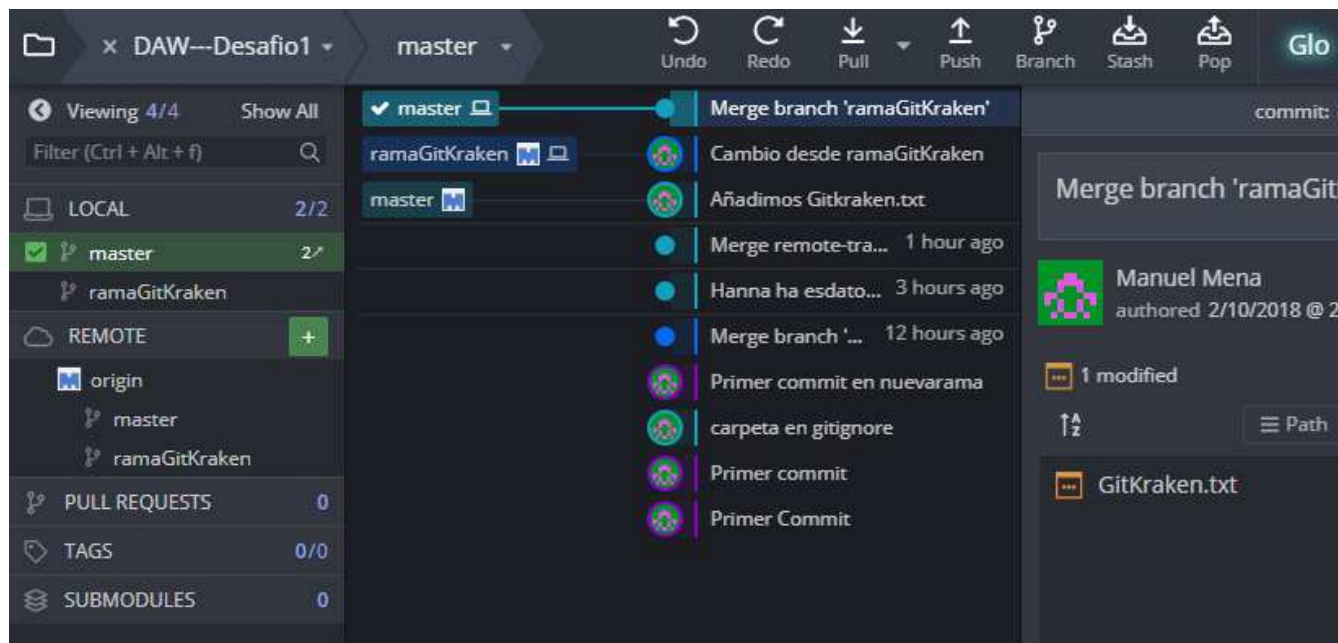 DAW---Desafio1
master
Undo
Redo
Pull
Push
Branch
Stash
Pop
Glo
Viewing 4/4
Show All
Filter (Ctrl + Alt + f)
LOCAL 2/2
master 2
ramaGitKraken
REMOTE
origin
master
ramaGitKraken
PULL REQUESTS 0
TAGS 0/0
SUBMODULES 0
master
Merge branch 'ramaGitKraken'
ramaGitKraken
Cambio desde ramaGitKraken
master
Añadimos Gitkraken.txt
Merge remote-tra... 1 hour ago
Hanna ha esdato... 3 hours ago
Merge branch '... 12 hours ago
Primer commit en nuevarama
carpeta en gitignore
Primer commit
Primer Commit
commit:
Merge branch 'ramaGit
Manuel Mena
authored 2/10/2018 @ 2
1 modified
A
Z
Path
GitKraken.txt